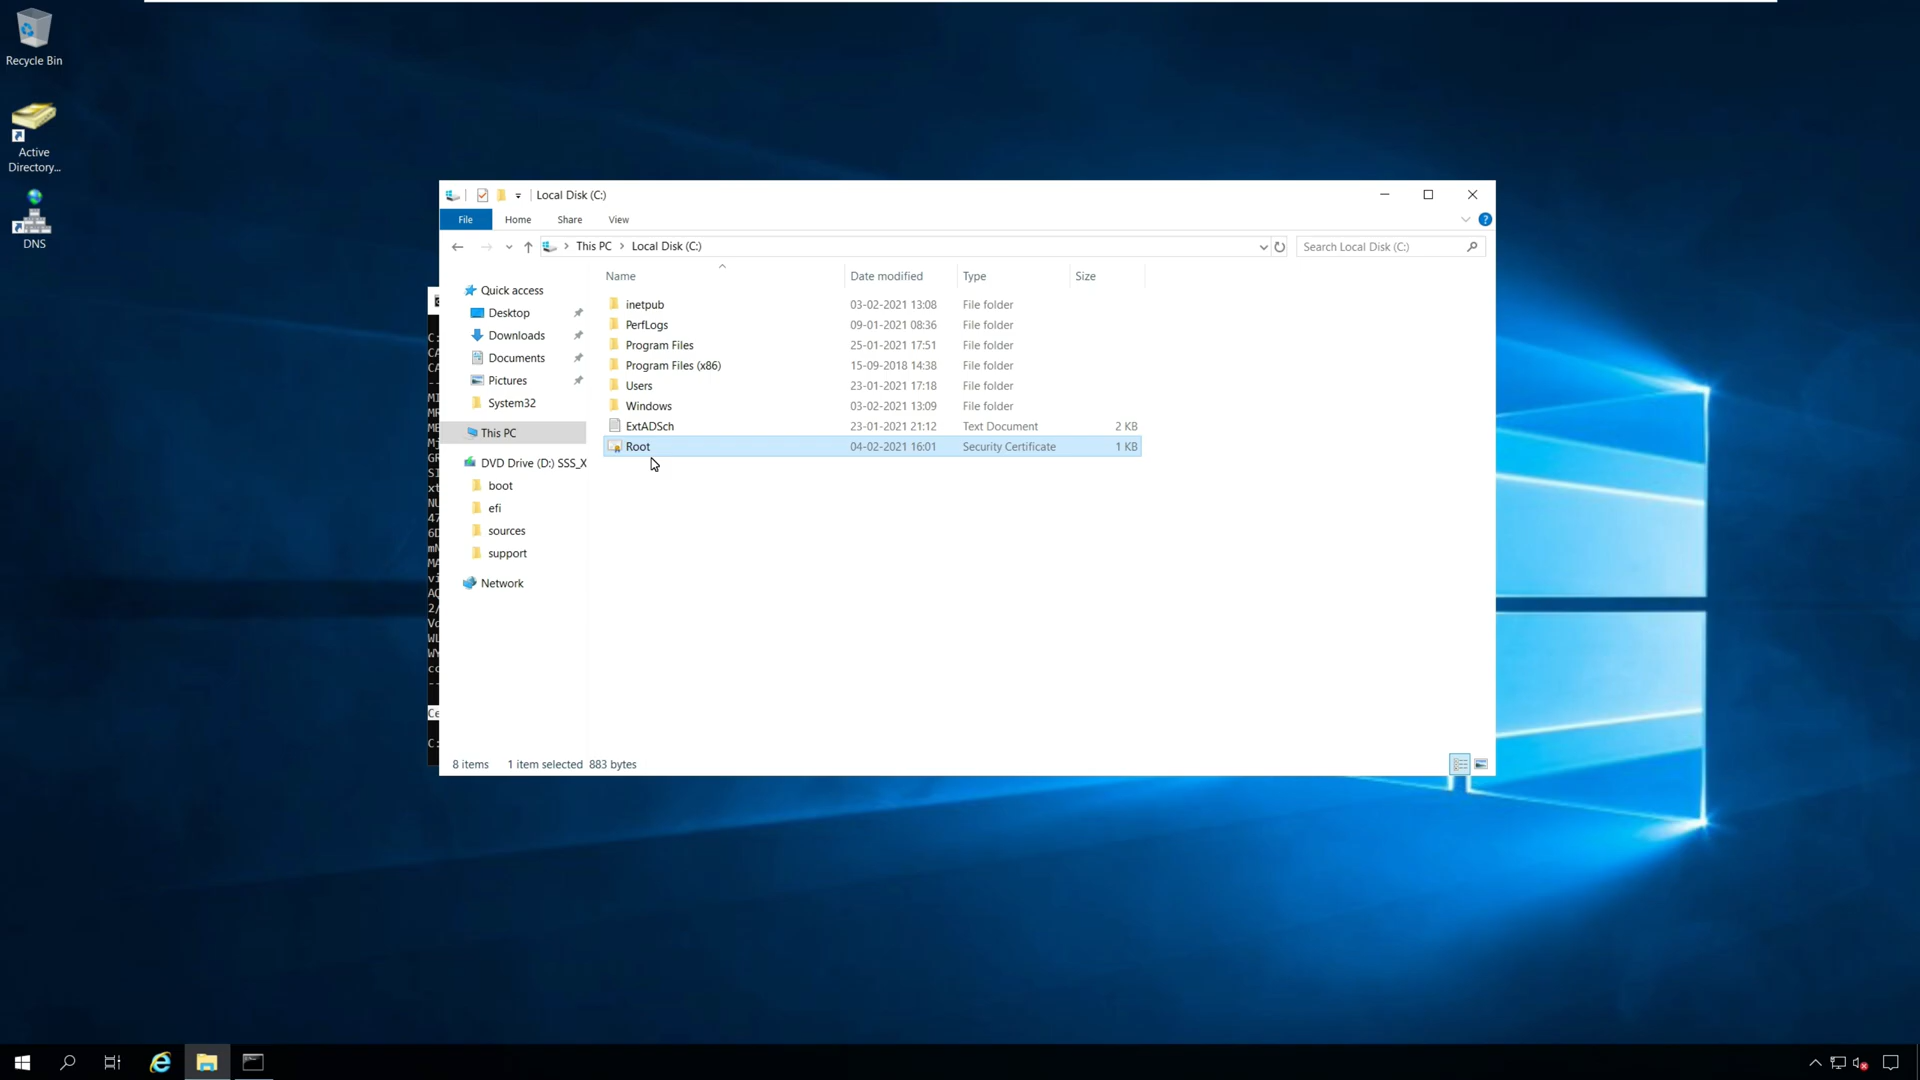 Recycle Bin
Active
Directory...
DNS
Local Disk (C:)
File Home Share View
This PC Local Disk (C:)
Search Local Disk (C:)
Name Date modified Type Size
Quick access
Desktop
Downloads
Documents
Pictures
System32
This PC
DVD Drive (D:) SSS_X
boot
efi
sources
support
Network
inetpub 03-02-2021 13:08 File folder
PerfLogs 09-01-2021 08:36 File folder
Program Files 25-01-2021 17:51 File folder
Program Files (x86) 15-09-2018 14:38 File folder
Users 23-01-2021 17:18 File folder
Windows 03-02-2021 13:09 File folder
ExtADSch 23-01-2021 21:12 Text Document 2 KB
Root 04-02-2021 16:01 Security Certificate 1 KB
8 items 1 item selected 883 bytes